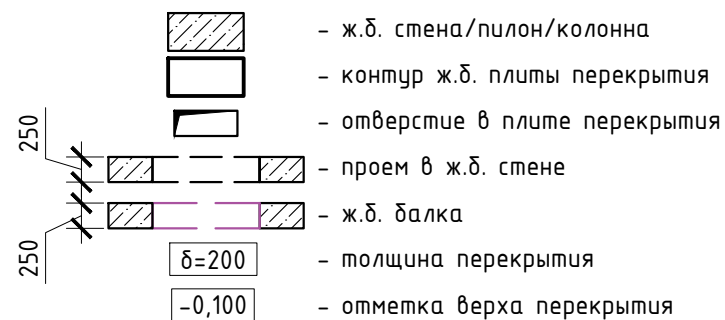 - ж.б. стена/пилон/колонна
- контур ж.б. плиты перекрытия
- отверстие в плите перекрытия
250
- проем в ж.б. стене
250
- ж.б. балка
δ=200 - толщина перекрытия
-0,100 - отметка верха перекрытия